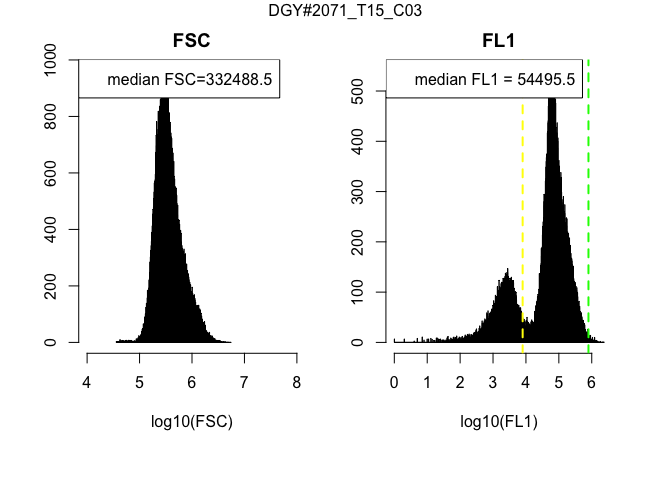 DGY#2071_T15_C03
FSC
median FSC=332488.5
0 200 400 600 800 1000
4 5 6 7 8
log10(FSC)
FL1
median FL1 = 54495.5
0 100 200 300 400 500
0 1 2 3 4 5 6
log10(FL1)